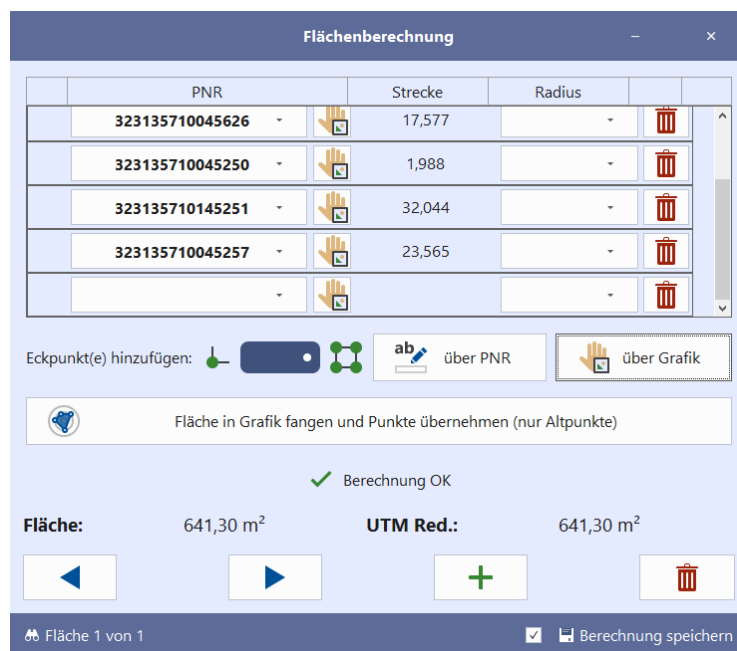 Flächenberechnung
PNR Strecke Radius
323135710045626 17,577
323135710045250 1,988
323135710145251 32,044
323135710045257 23,565
Eckpunkt(e) hinzufügen: ab über PNR über Grafik
Fläche in Grafik fangen und Punkte übernehmen (nur Altpunkte)
Berechnung OK
Fläche: 641,30 m² UTM Red.: 641,30 m²
Fläche 1 von 1 Berechnung speichern